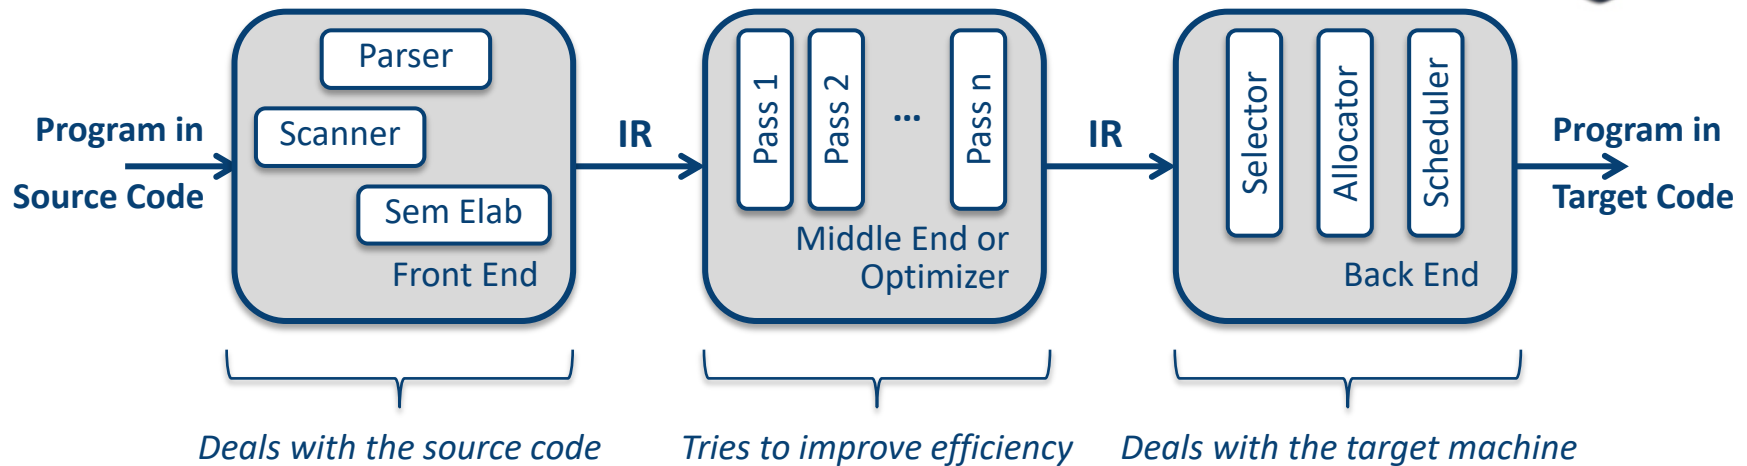 Program in
Source Code
Parser
Scanner
Sem Elab
Front End
IR
Pass 1
Pass 2
...
Pass n
Middle End or
Optimizer
IR
Selector
Allocator
Scheduler
Back End
Program in
Target Code
Deals with the source code
Tries to improve efficiency
Deals with the target machine